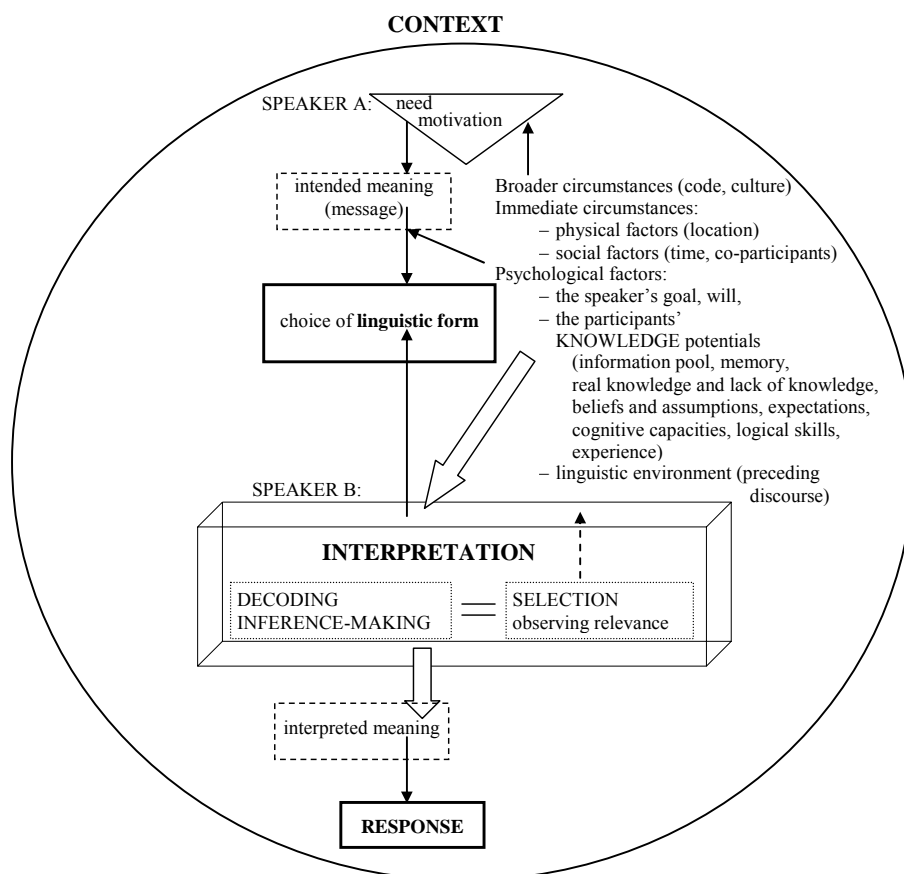 CONTEXT
SPEAKER A:
need
motivation
intended meaning
(message)
choice of linguistic form
Broader circumstances (code, culture)
Immediate circumstances:
– physical factors (location)
– social factors (time, co-participants)
Psychological factors:
– the speaker’s goal, will,
– the participants’
KNOWLEDGE potentials
(information pool, memory,
real knowledge and lack of knowledge,
beliefs and assumptions, expectations,
cognitive capacities, logical skills,
experience)
– linguistic environment (preceding
discourse)
SPEAKER B:
INTERPRETATION
DECODING
INFERENCE-MAKING
SELECTION
observing relevance
interpreted meaning
RESPONSE